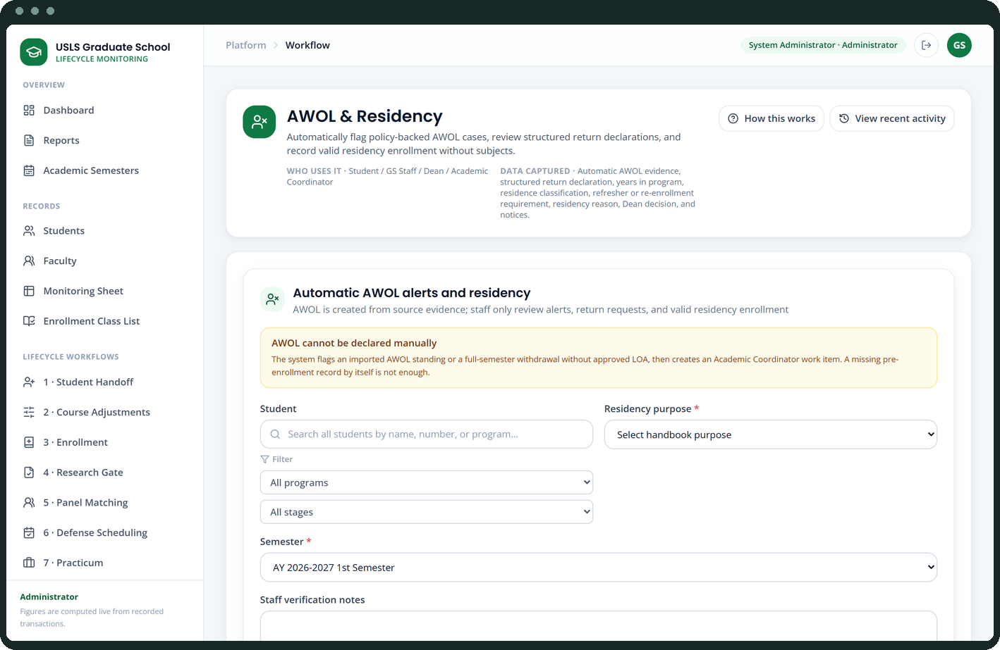 USLS Graduate School
LIFECYCLE MONITORING
OVERVIEW
Dashboard
Reports
Academic Semesters
RECORDS
Students
Faculty
Monitoring Sheet
Enrollment Class List
LIFECYCLE WORKFLOWS
1 · Student Handoff
2 · Course Adjustments
3 · Enrollment
4 · Research Gate
5 · Panel Matching
6 · Defense Scheduling
7 · Practicum
Administrator
Figures are computed live from recorded
transactions.
Platform > Workflow
System Administrator · Administrator
GS
AWOL & Residency
Automatically flag policy-backed AWOL cases, review structured return declarations, and
record valid residency enrollment without subjects.
WHO USES IT · Student / GS Staff / Dean / Academic
Coordinator
DATA CAPTURED · Automatic AWOL evidence,
structured return declaration, years in program,
residence classification, refresher or re-enrollment
requirement, residency reason, Dean decision, and
notices.
How this works
View recent activity
Automatic AWOL alerts and residency
AWOL is created from source evidence; staff only review alerts, return requests, and valid residency enrollment
AWOL cannot be declared manually
The system flags an imported AWOL standing or a full-semester withdrawal without approved LOA, then creates an Academic Coordinator work item. A missing pre-
enrollment record by itself is not enough.
Student
Search all students by name, number, or program...
Filter
All programs
All stages
Residency purpose *
Select handbook purpose
Semester *
AY 2026-2027 1st Semester
Staff verification notes